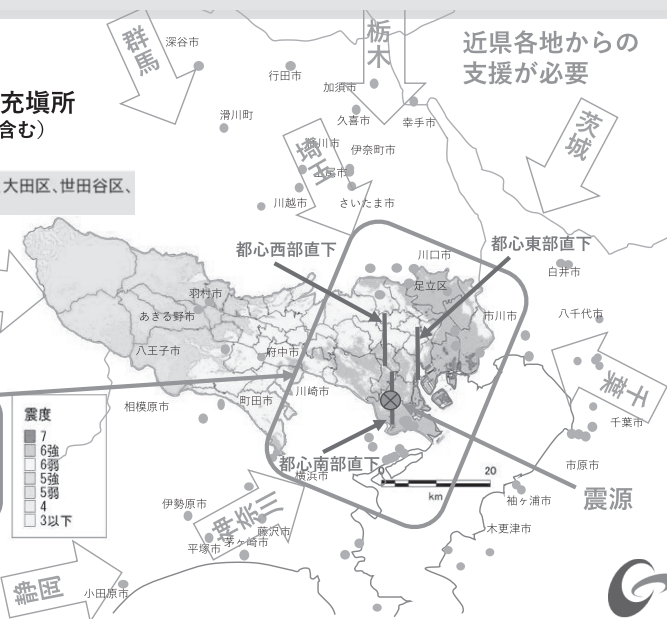 群馬
深谷市
栃木
近県各地からの
支援が必要
行田市
加須市
充填所
含む）
滑川町
久喜市
幸手市
茨城
埼玉
桶川市
伊奈町市
上尾市
大田区、世田谷区、
川越市
さいたま市
都心西部直下
川口市
都心東部直下
足立区
白井市
羽村市
あきる野市
市川市
八千代市
八王子市
府中市
千葉
川崎市
町田市
相模原市
千葉市
震度
7
6強
6弱
5強
5弱
4
3以下
都心南部直下
横浜市
0
20
km
市原市
震源
袖ヶ浦市
伊勢原市
神奈川
藤沢市
木更津市
平塚市
茅ヶ崎市
静岡
小田原市